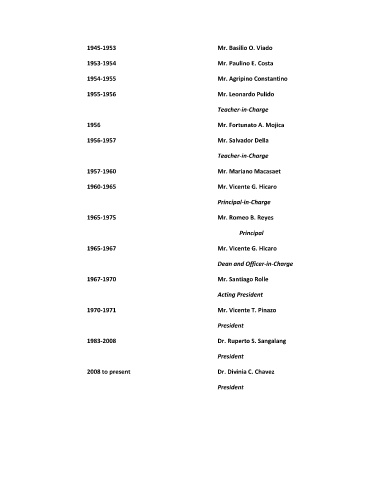 1945-1953 Mr. Basilio O. Viado
1953-1954 Mr. Paulino E. Costa
1954-1955 Mr. Agripino Constantino
1955-1956 Mr. Leonardo Pulido
Teacher-in-Charge
1956 Mr. Fortunato A. Mojica
1956-1957 Mr. Salvador Della
Teacher-in-Charge
1957-1960 Mr. Mariano Macasaet
1960-1965 Mr. Vicente G. Hicaro
Principal-in-Charge
1965-1975 Mr. Romeo B. Reyes
Principal
1965-1967 Mr. Vicente G. Hicaro
Dean and Officer-in-Charge
1967-1970 Mr. Santiago Rolle
Acting President
1970-1971 Mr. Vicente T. Pinazo
President
1983-2008 Dr. Ruperto S. Sangalang
President
2008 to present Dr. Divinia C. Chavez
President